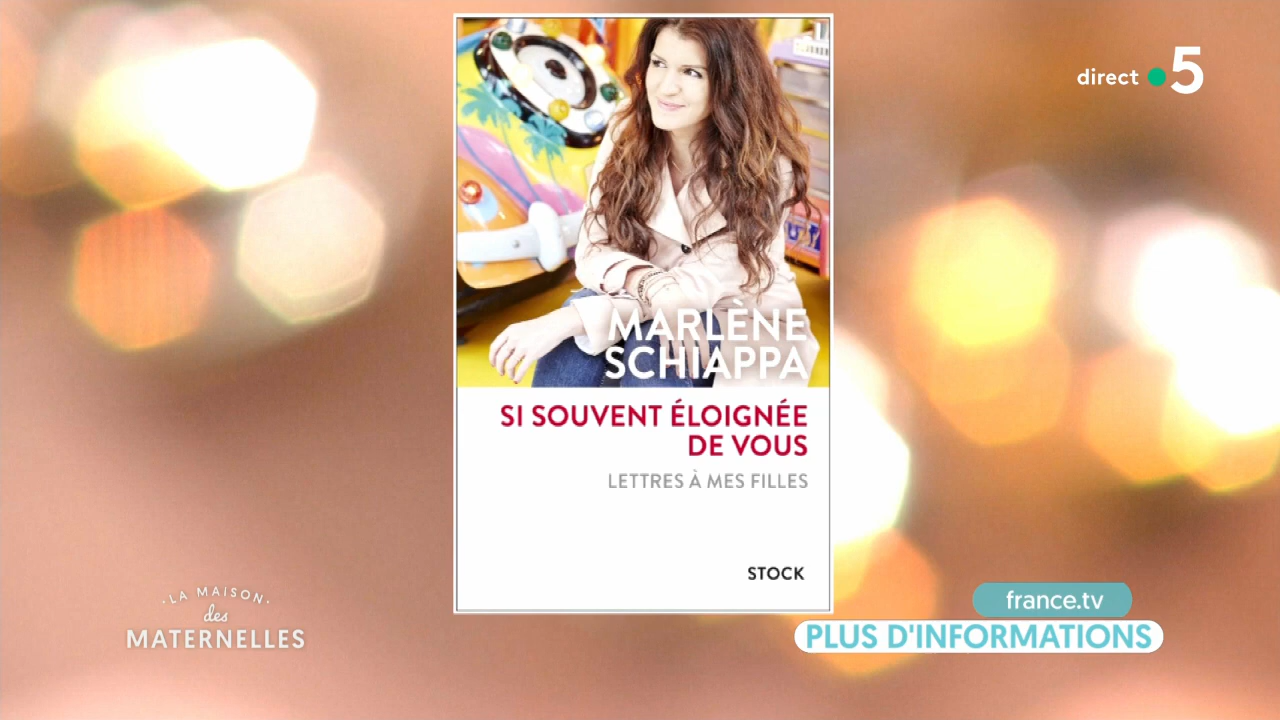 direct 5
MARLÈNE
SCHIAPPA
SI SOUVENT ÉLOIGNÉE
DE VOUS
LETTRES À MES FILLES
STOCK
·LA MAISON·
des
MATERNELLES
france.tv
PLUS D'INFORMATIONS